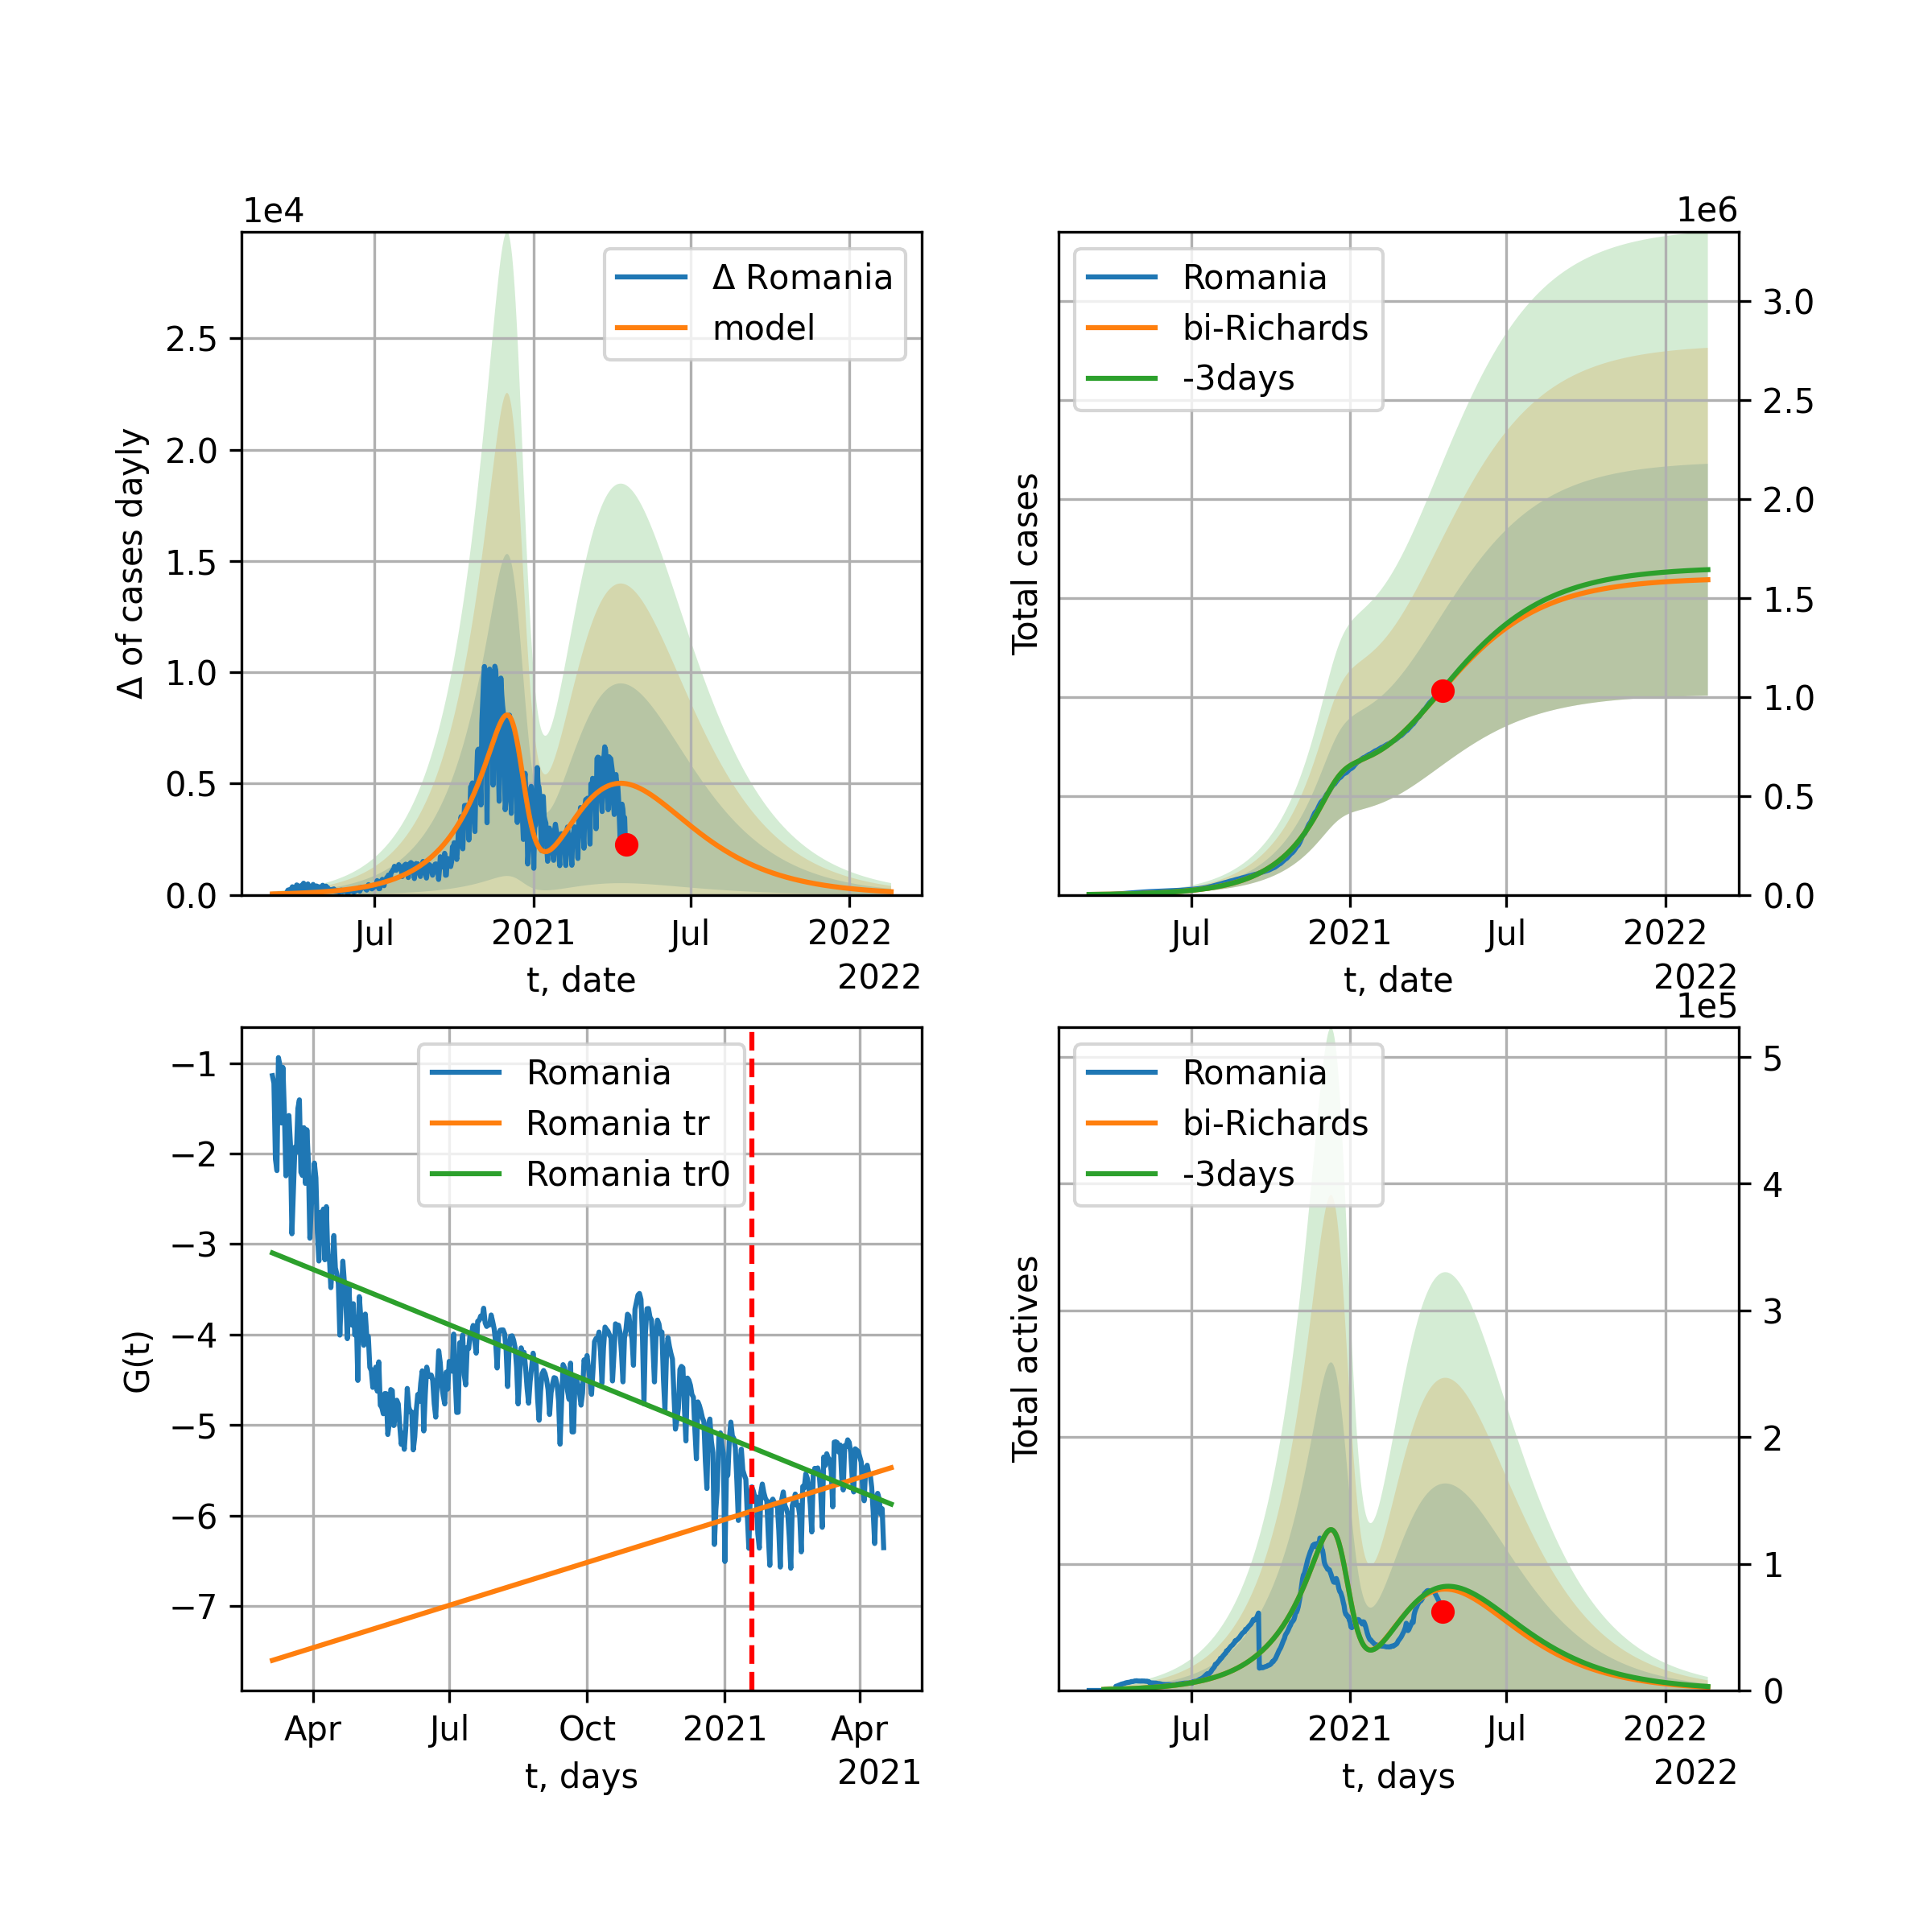 1e4
Δ of cases dayly
2.5
2.0
1.5
1.0
0.5
0.0
Δ Romania
model
Jul
2021
Jul
2022
t, date
2022
1e6
Total cases
Romania
bi-Richards
-3days
3.0
2.5
2.0
1.5
1.0
0.5
0.0
Jul
2021
Jul
2022
t, date
2022
G(t)
−1
−2
−3
−4
−5
−6
−7
Romania
Romania tr
Romania tr0
Apr
Jul
Oct
2021
Apr
t, days
2021
1e5
Total actives
Romania
bi-Richards
-3days
5
4
3
2
1
0
Jul
2021
Jul
2022
t, days
2022